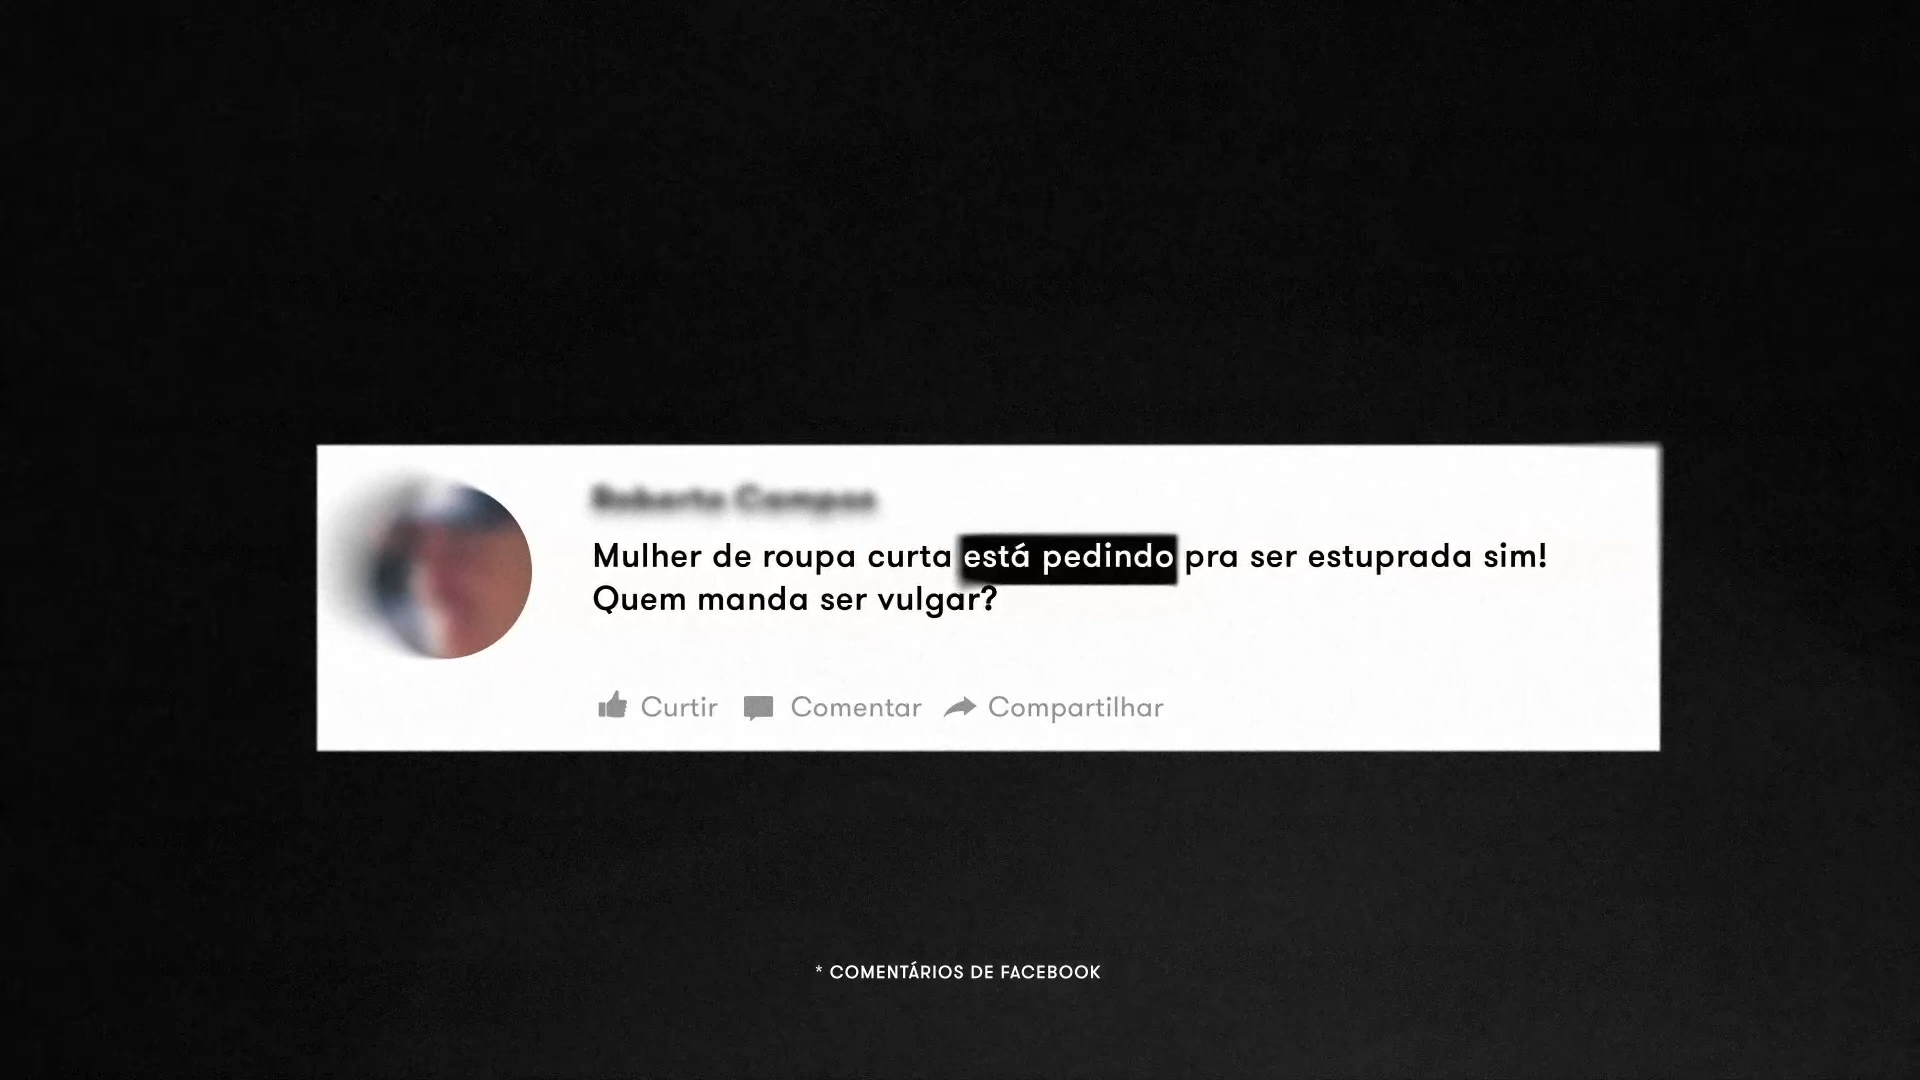 Mulher de roupa curta está pedindo pra ser estuprada sim!
Quem manda ser vulgar?
Curtir Comentar Compartilhar
* COMENTÁRIOS DE FACEBOOK